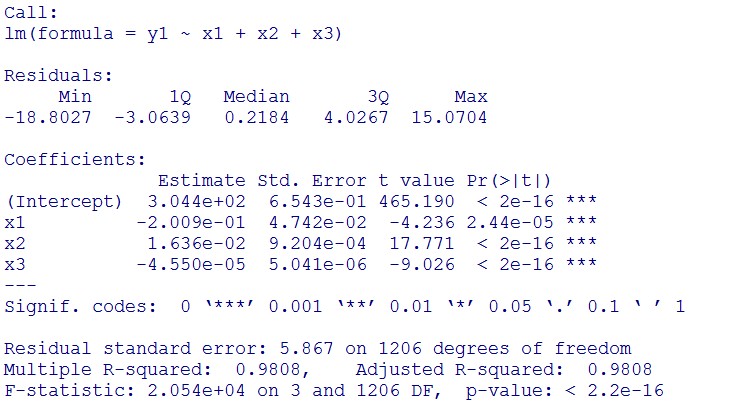 Call:
lm(formula = y1 ~ x1 + x2 + x3)
Residuals:
Min 1Q Median 3Q Max
-18.8027 -3.0639 0.2184 4.0267 15.0704
Coefficients:
Estimate Std. Error t value Pr(>|t|)
(Intercept) 3.044e+02 6.543e-01 465.190 < 2e-16 ***
x1 -2.009e-01 4.742e-02 -4.236 2.44e-05 ***
x2 1.636e-02 9.204e-04 17.771 < 2e-16 ***
x3 -4.550e-05 5.041e-06 -9.026 < 2e-16 ***
---
Signif. codes: 0 ‘***’ 0.001 ‘**’ 0.01 ‘*’ 0.05 ‘.’ 0.1 ‘ ’ 1
Residual standard error: 5.867 on 1206 degrees of freedom
Multiple R-squared: 0.9808, Adjusted R-squared: 0.9808
F-statistic: 2.054e+04 on 3 and 1206 DF, p-value: < 2.2e-16